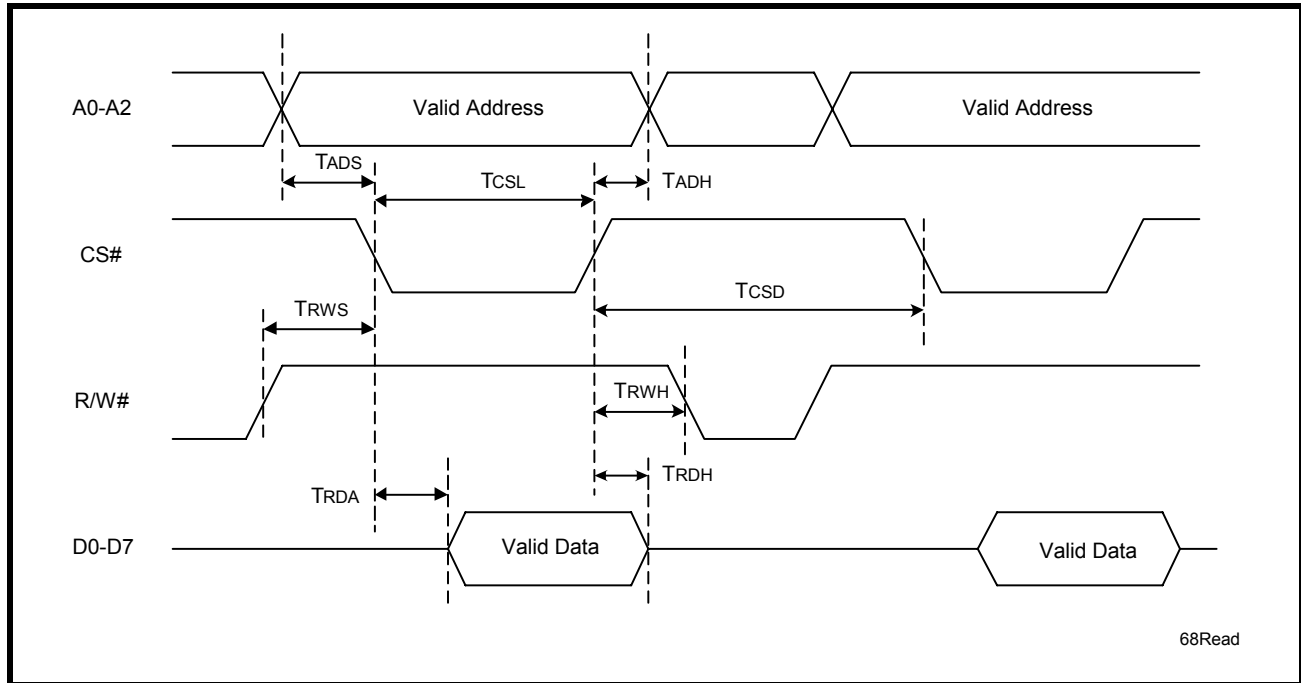 A0-A2
Valid Address
Valid Address
TADS
TCSL
TADH
CS#
TCSD
TRWS
R/W#
TRWH
TRDH
TRDA
D0-D7
Valid Data
Valid Data
68Read